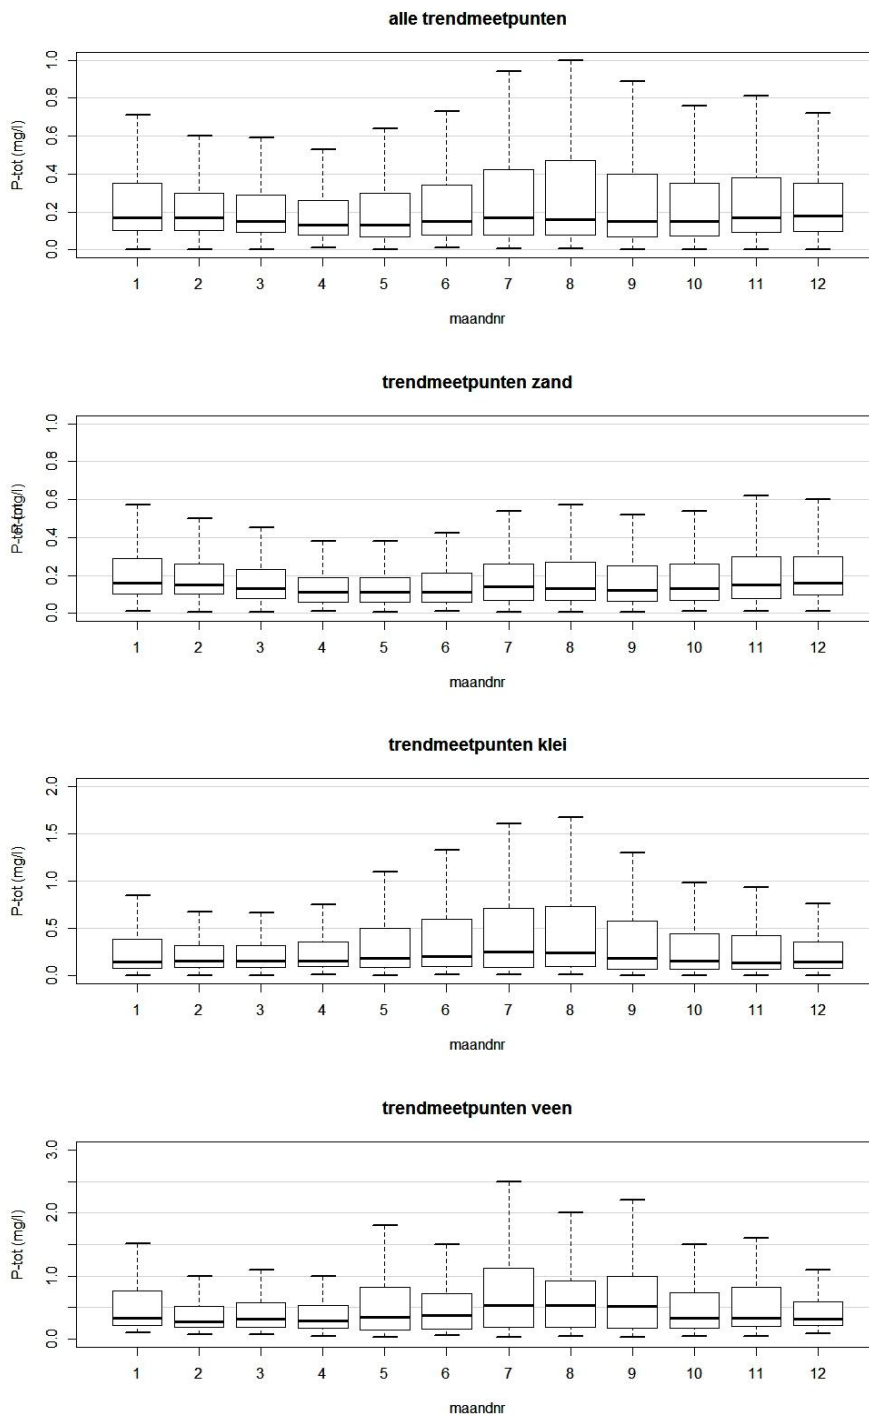 alle trendmeetpunten
P-tot (mg/l)
0.0 0.2 0.4 0.6 0.8 1.0
1 2 3 4 5 6 7 8 9 10 11 12
maandnr
trendmeetpunten zand
0.0 0.2 0.4 0.6 0.8 1.0
1 2 3 4 5 6 7 8 9 10 11 12
maandnr
trendmeetpunten klei
P-tot (mg/l)
0.0 0.5 1.0 1.5 2.0
1 2 3 4 5 6 7 8 9 10 11 12
maandnr
trendmeetpunten veen
P-tot (mg/l)
0.0 1.0 2.0 3.0
1 2 3 4 5 6 7 8 9 10 11 12
maandnr